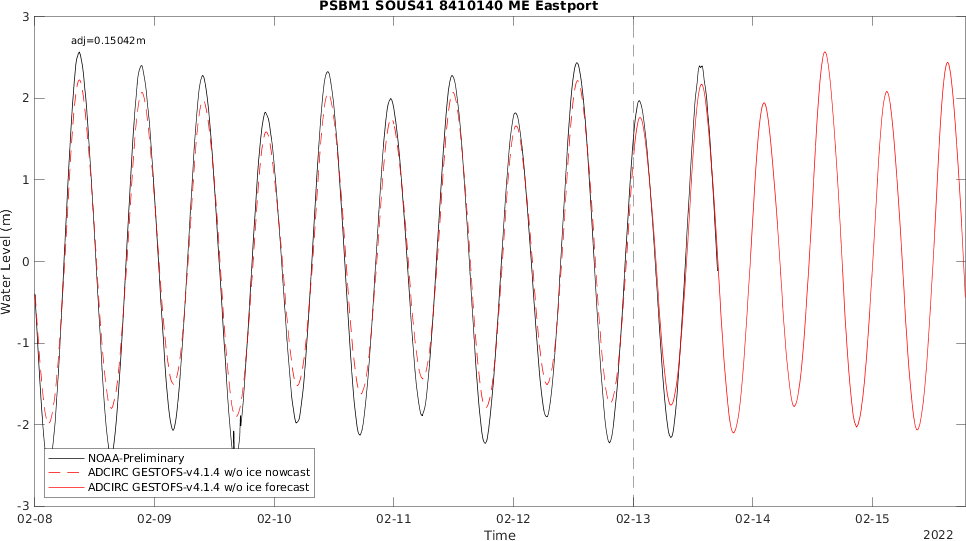 PSBM1 SOUS41 8410140 ME Eastport
adj=0.15042m
3
2
1
0
-1
-2
-3
Water Level (m)
NOAA-Preliminary
ADCIRC GESTOFS-v4.1.4 w/o ice nowcast
ADCIRC GESTOFS-v4.1.4 w/o ice forecast
02-08 02-09 02-10 02-11 02-12 02-13 02-14 02-15
Time
2022